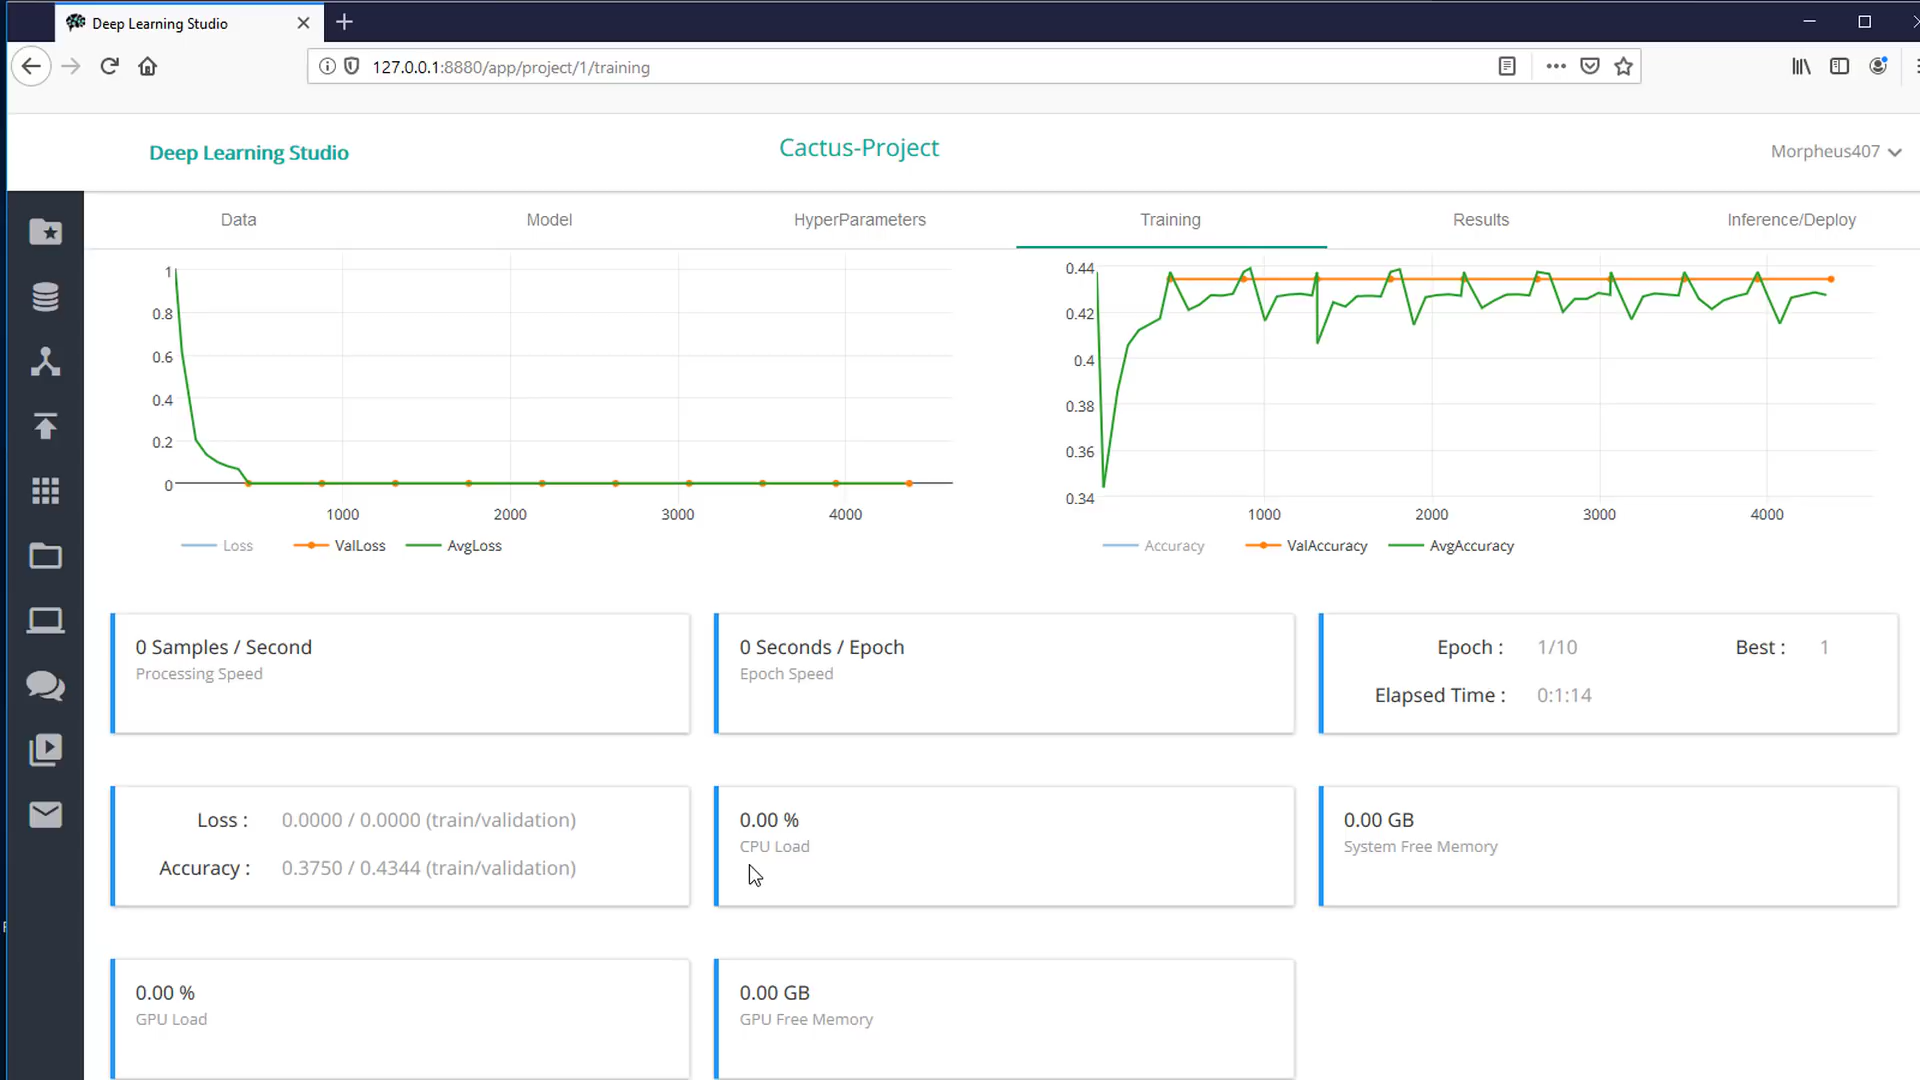 Deep Learning Studio
127.0.0.1:8880/app/project/1/training
Deep Learning Studio
Cactus-Project
Morpheus407
Data
Model
HyperParameters
Training
Results
Inference/Deploy
1
0.8
0.6
0.4
0.2
0
1000
2000
3000
4000
Loss
ValLoss
AvgLoss
0.44
0.42
0.4
0.38
0.36
0.34
1000
2000
3000
4000
Accuracy
ValAccuracy
AvgAccuracy
0 Samples / Second
Processing Speed
0 Seconds / Epoch
Epoch Speed
Epoch : 1/10 Best : 1
Elapsed Time : 0:1:14
Loss : 0.0000 / 0.0000 (train/validation)
Accuracy : 0.3750 / 0.4344 (train/validation)
0.00 %
CPU Load
0.00 GB
System Free Memory
0.00 %
GPU Load
0.00 GB
GPU Free Memory